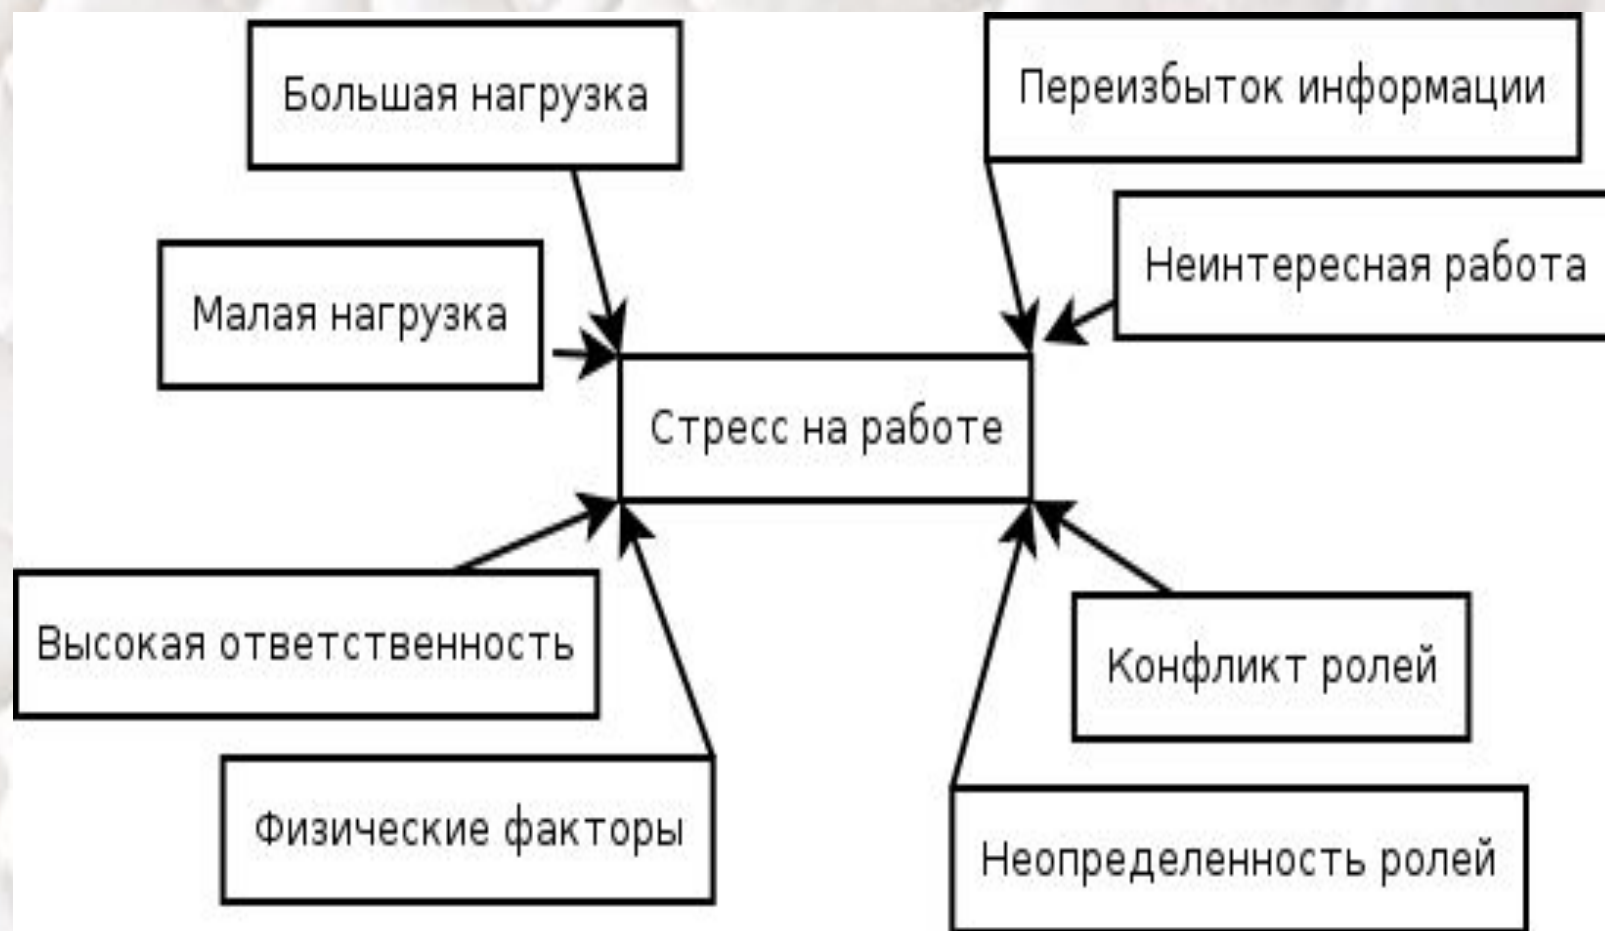 Большая нагрузка
Переизбыток информации
Малая нагрузка
Неинтересная работа
Стресс на работе
Высокая ответственность
Конфликт ролей
Физические факторы
Неопределенность ролей